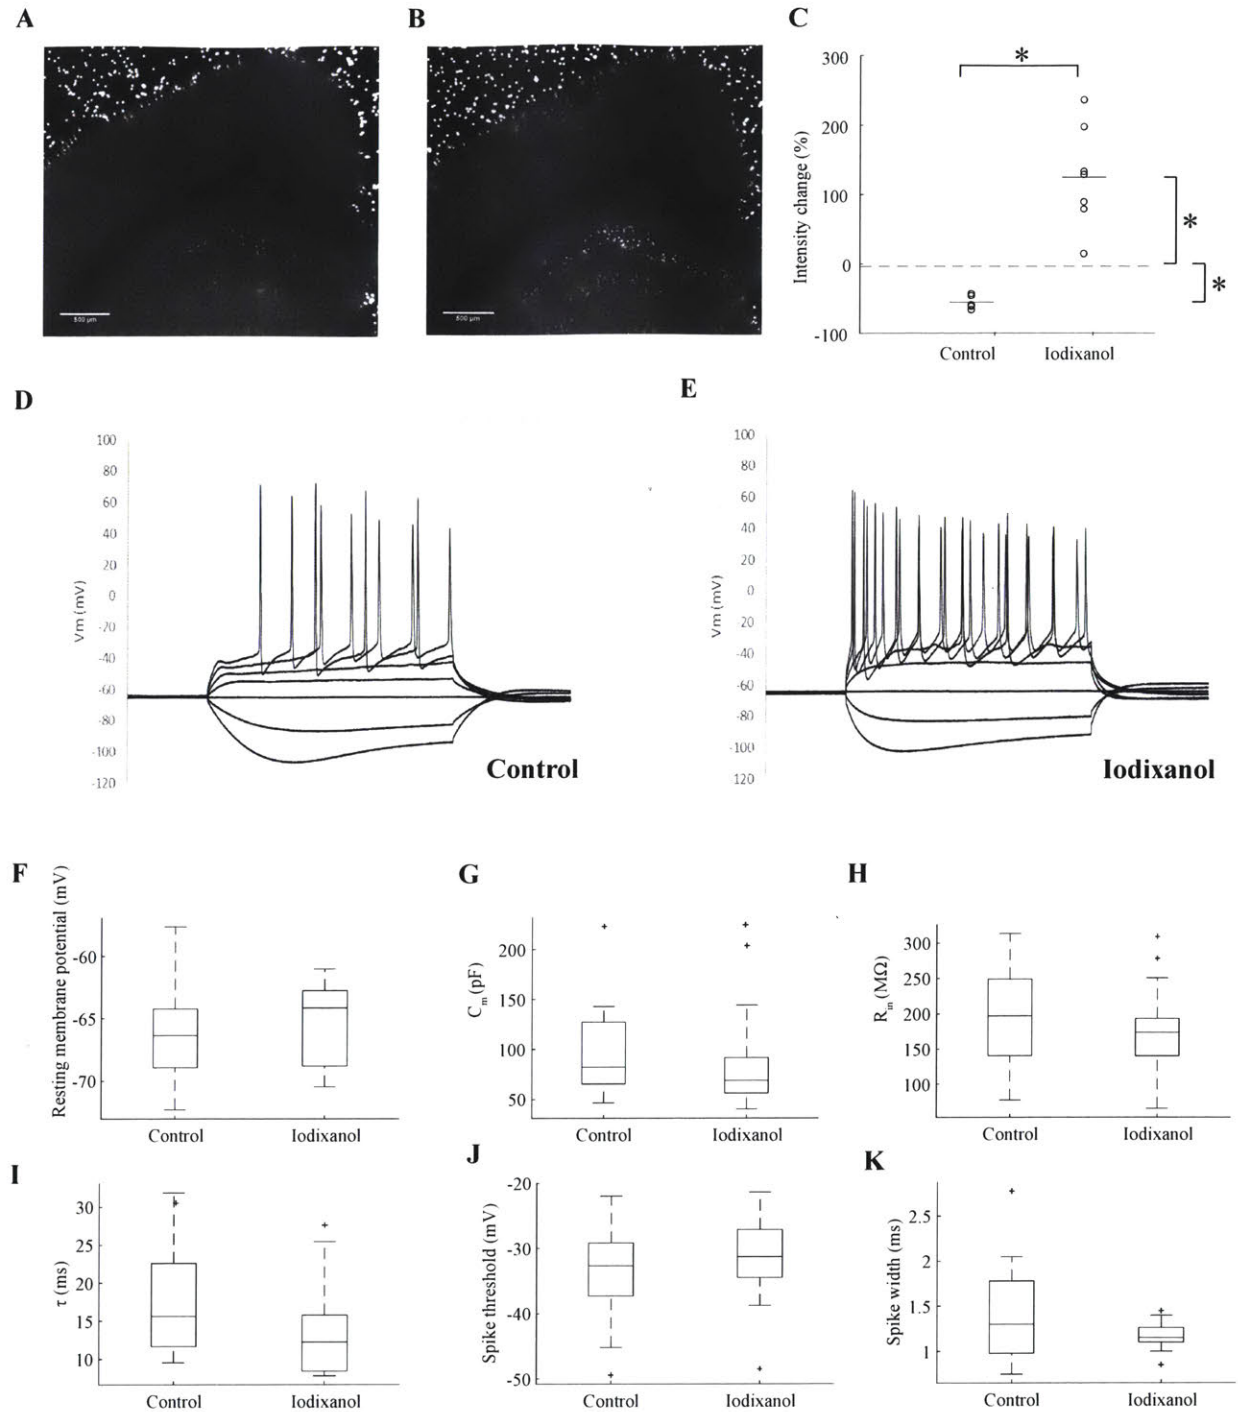 A
B
C
300
200
100
0
-100
Intensity change (%)
*
*
*
Control
Iodixanol
500 µm
500 µm
D
100
80
60
40
20
0
-20
-40
-60
-80
-100
-120
Vm (mV)
Control
E
100
80
60
40
20
0
20
40
60
-80
-100
120
Vm (mV)
Iodixanol
F
Resting membrane potential (mV)
-60
-65
-70
Control
Iodixanol
G
Cm (pF)
200
150
100
50
Control
Iodixanol
H
Rin (MΩ)
300
250
200
150
100
Control
Iodixanol
I
τ (ms)
30
25
20
15
10
Control
Iodixanol
J
Spike threshold (mV)
-20
-30
-40
-50
Control
Iodixanol
K
Spike width (ms)
2.5
2
1.5
1
Control
Iodixanol